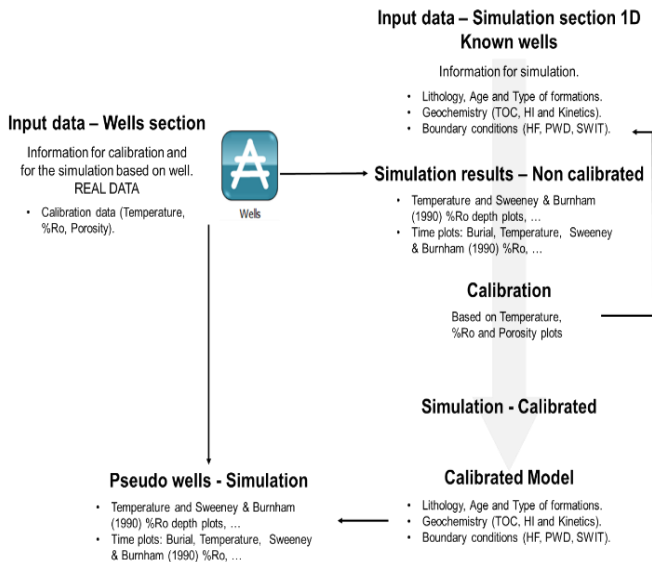 Input data – Simulation section 1D
Known wells
Information for simulation.
• Lithology, Age and Type of formations.
• Geochemistry (TOC, HI and Kinetics).
• Boundary conditions (HF, PWD, SWIT).
Input data – Wells section
Information for calibration and
for the simulation based on well.
REAL DATA
• Calibration data (Temperature,
%Ro, Porosity).
Wells
Simulation results – Non calibrated
• Temperature and Sweeney & Burnham
(1990) %Ro depth plots, …
• Time plots: Burial, Temperature, Sweeney
& Burnham (1990) %Ro, …
Calibration
Based on Temperature,
%Ro and Porosity plots
Simulation - Calibrated
Pseudo wells - Simulation
• Temperature and Sweeney & Burnham
(1990) %Ro depth plots, …
• Time plots: Burial, Temperature, Sweeney
& Burnham (1990) %Ro, …
Calibrated Model
• Lithology, Age and Type of formations.
• Geochemistry (TOC, HI and Kinetics).
• Boundary conditions (HF, PWD, SWIT).